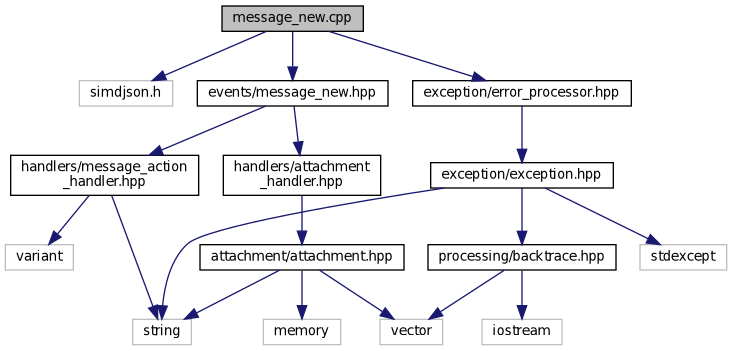 message_new.cpp
simdjson.h
events/message_new.hpp
exception/error_processor.hpp
handlers/message_action
_handler.hpp
handlers/attachment
_handler.hpp
exception/exception.hpp
variant
attachment/attachment.hpp
processing/backtrace.hpp
stdexcept
string
memory
vector
iostream